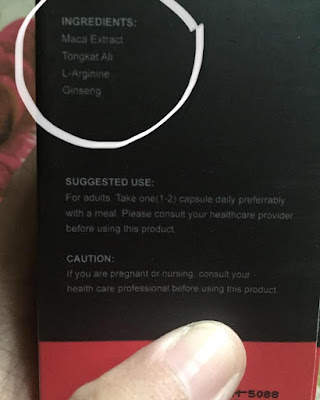 INGREDIENTS:
Maca Extract
Tongkat Ali
L-Arginine
Ginseng
SUGGESTED USE:
For adults. Take one(1-2) capsule daily preferrably
with a meal. Please consult your healthcare provider
before using this product.
CAUTION:
If you are pregnant or nursing, consult your
health care professional before using this product.
5088